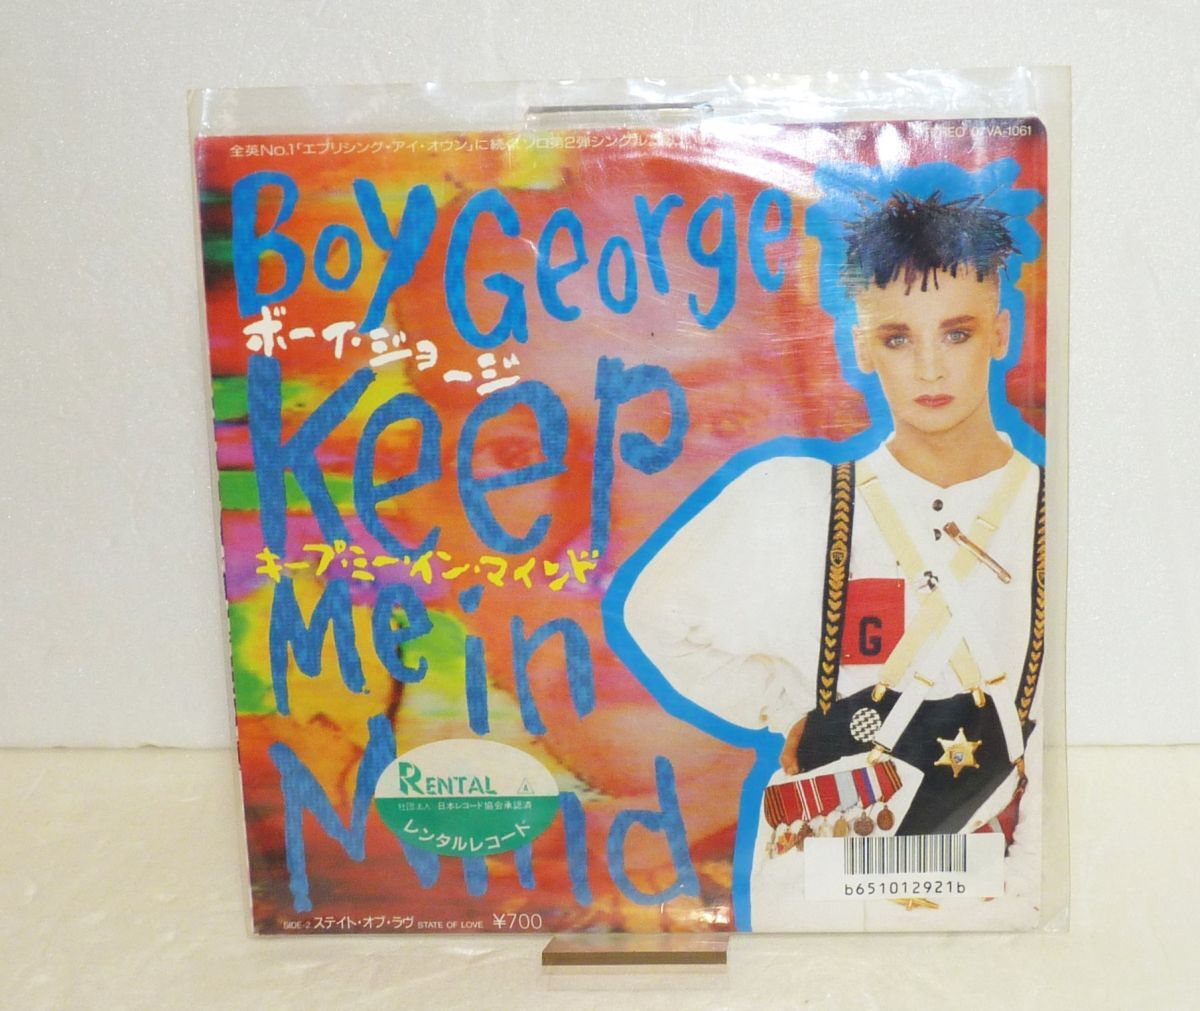 全英No.1「エブリシング・アイ・オウン」に続くソロ第2弾シングル
STEREO 07VA-1061
Boy George
ボーイ・ジョージ
Keep
キープ・ミー・イン・マインド
Me in
Mind
G
RENTAL
社団法人 日本レコード協会承認済
レンタルレコード
b651012921b
SIDE-2 ステイト・オブ・ラヴ STATE OF LOVE ¥700